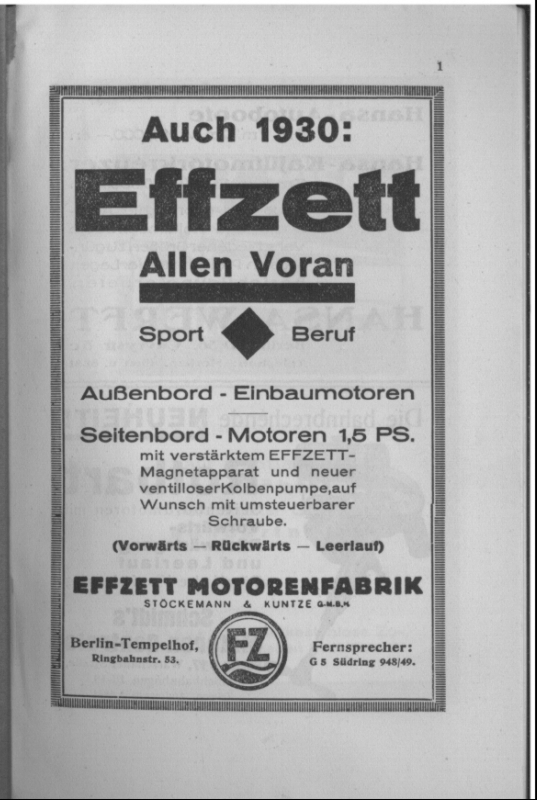 1
Auch 1930:
Effzett
Allen Voran
Sport Beruf
Außenbord - Einbaumotoren
Seitenbord - Motoren 1,5 PS.
mit verstärktem EFFZETT-
Magnetapparat und neuer
ventilloserKolbenpumpe,auf
Wunsch mit umsteuerbarer
Schraube.
(Vorwärts — Rückwärts — Leerlauf)
EFFZETT MOTORENFABRIK
STÖCKEMANN & KUNTZE G·M·B·H
Berlin-Tempelhof,
Ringbahnstr. 53.
FZ
Fernsprecher:
G 5 Südring 948/49.